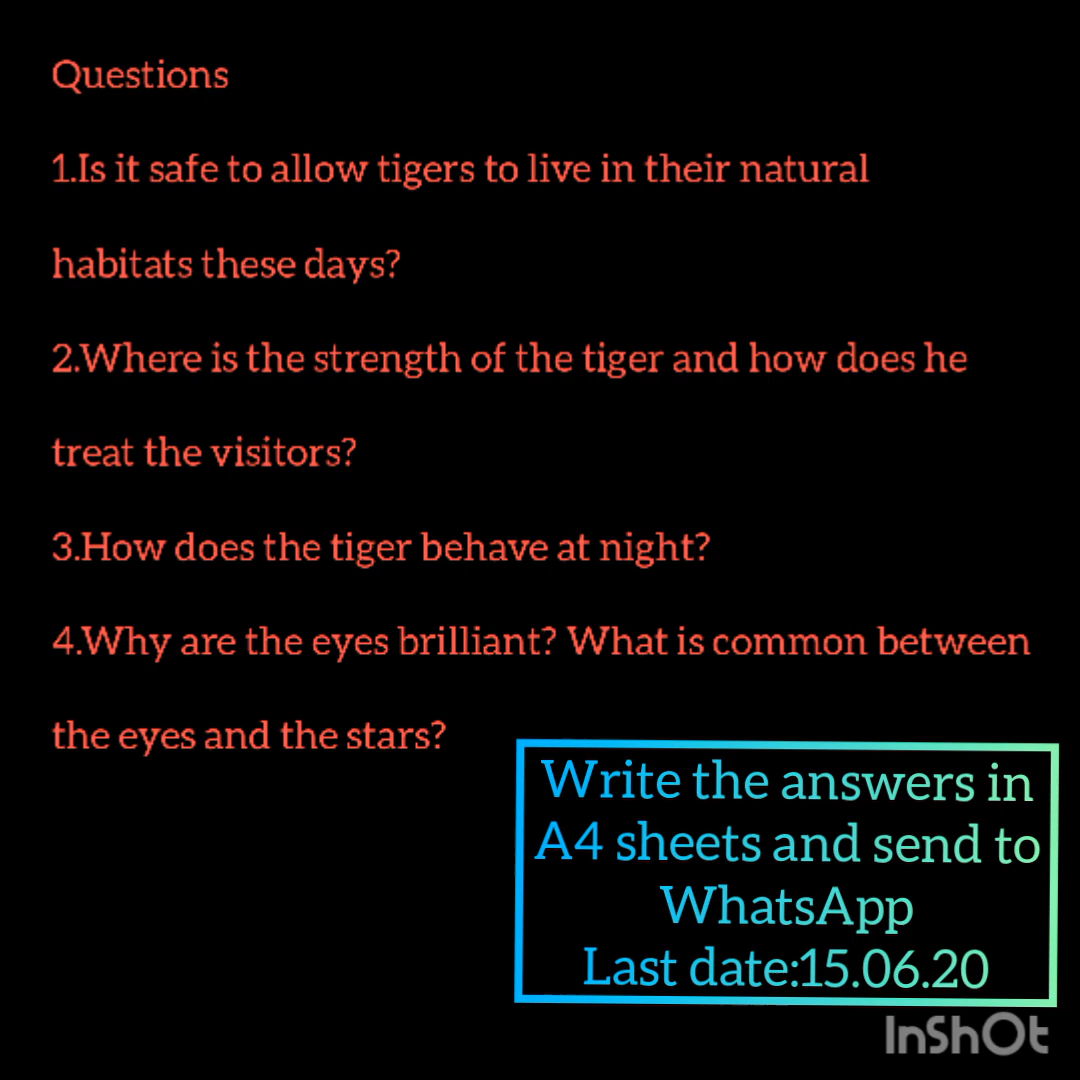 Questions
1.Is it safe to allow tigers to live in their natural
habitats these days?
2.Where is the strength of the tiger and how does he
treat the visitors?
3.How does the tiger behave at night?
4.Why are the eyes brilliant? What is common between
the eyes and the stars?
Write the answers in
A4 sheets and send to
WhatsApp
Last date:15.06.20
InShOt